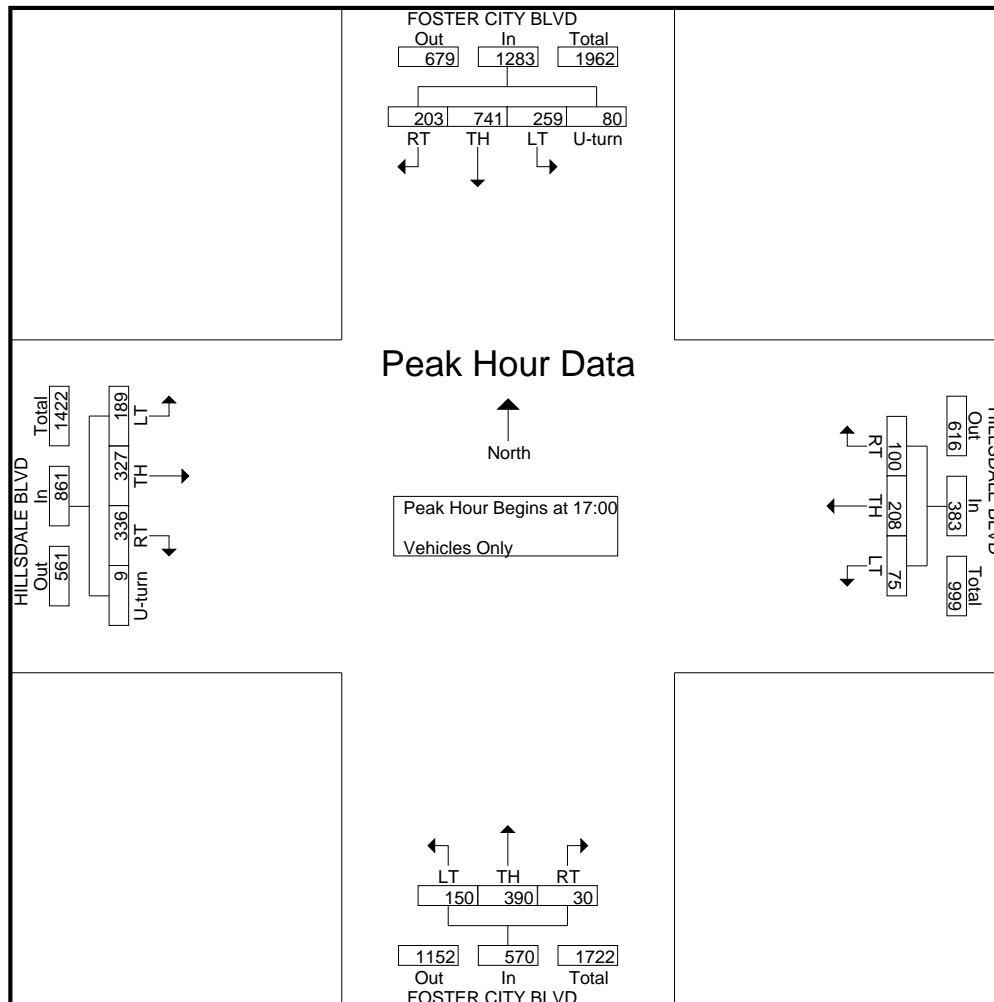 FOSTER CITY BLVD
Out In Total
679 1283 1962
203 741 259 80
RT TH LT U-turn
Peak Hour Data
North
Peak Hour Begins at 17:00
Vehicles Only
HILLSDALE BLVD
Out In Total
561 861 1422
189 327 336 9
LT TH RT U-turn
HILLSDALE BLVD
Out In Total
616 383 999
100 208 75
RT TH LT
LT TH RT
150 390 30
1152 570 1722
Out In Total
FOSTER CITY BLVD